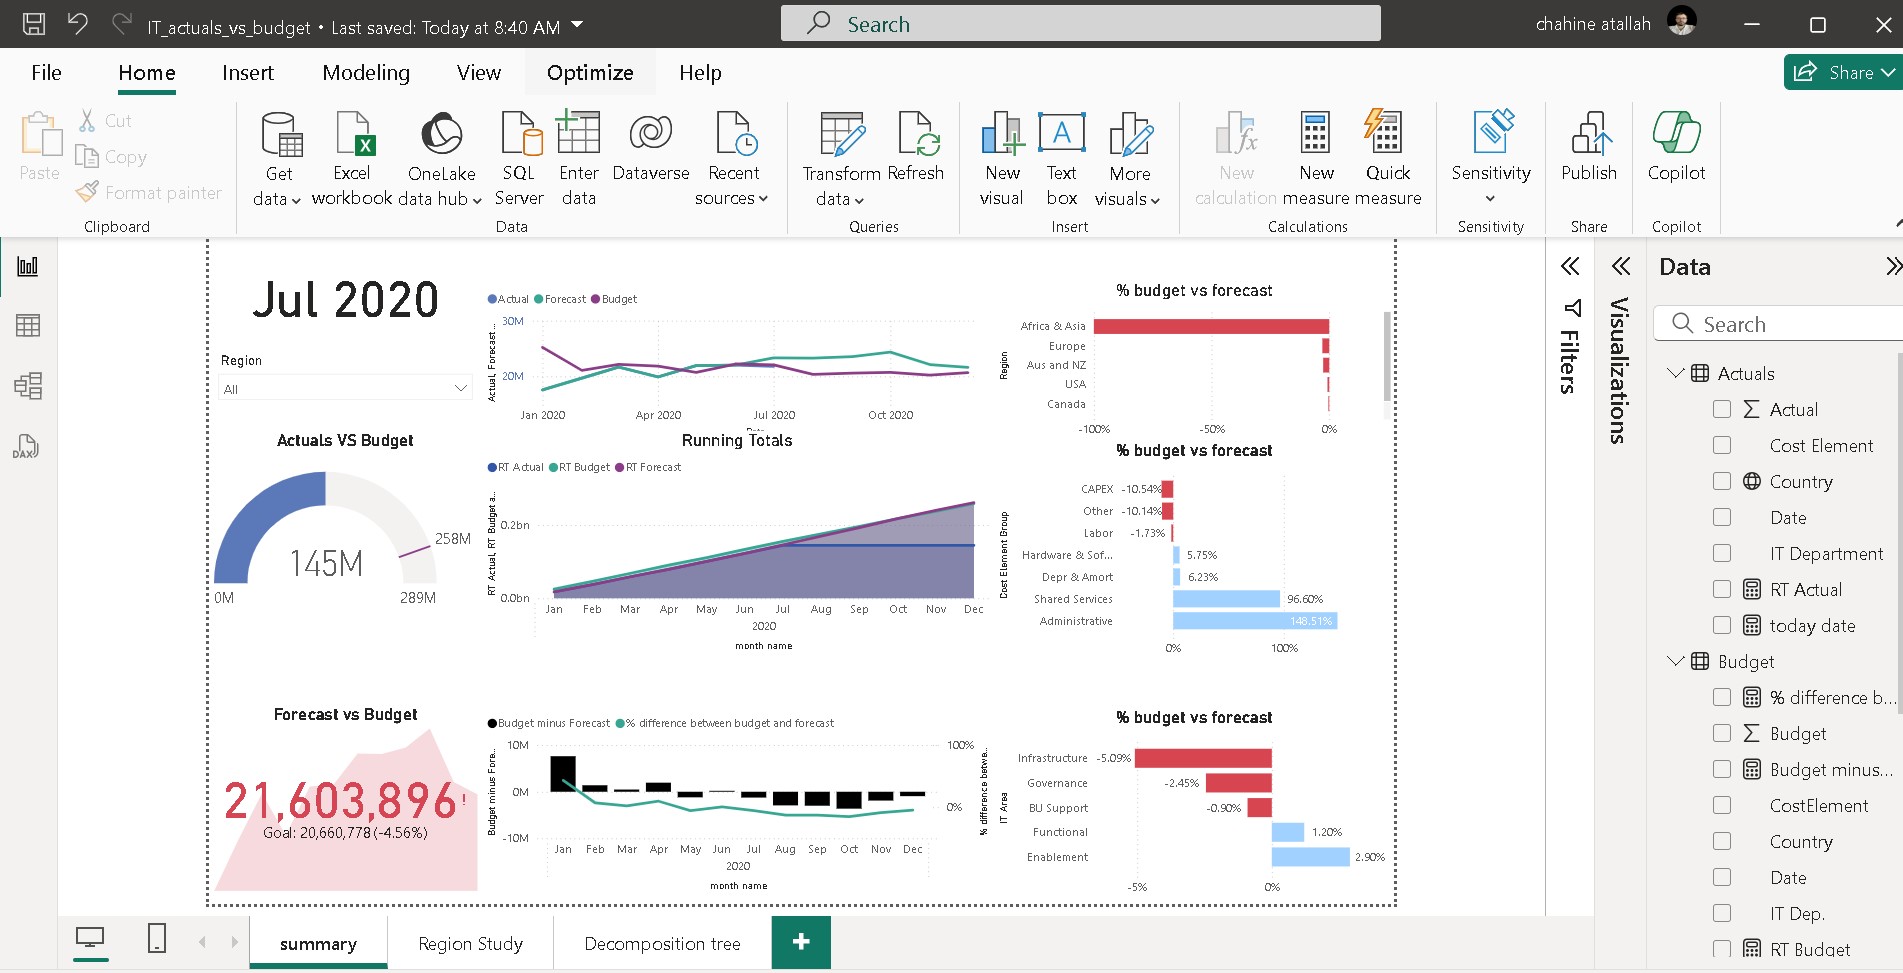 IT_actuals_vs_budget • Last saved: Today at 8:40 AM
Search
chahine atallah
File
Home
Insert
Modeling
View
Optimize
Help
Share
Paste
Cut
Copy
Format painter
Clipboard
Get data
Excel workbook
OneLake data hub
SQL Server
Enter data
Dataverse
Recent sources
Data
Transform data
Refresh
Queries
New visual
Text box
More visuals
Insert
New calculation
New measure
Quick measure
Calculations
Sensitivity
Sensitivity
Publish
Share
Copilot
Copilot
Jul 2020
Region
All
Actual Forecast Budget
Actual, Forecast ...
30M
20M
Jan 2020 Apr 2020 Jul 2020 Oct 2020
% budget vs forecast
Region
Africa & Asia
Europe
Aus and NZ
USA
Canada
-100% -50% 0%
Actuals VS Budget
145M
258M
0M
289M
Running Totals
RT Actual RT Budget RT Forecast
RT Actual, RT Budget a...
0.2bn
0.0bn
Jan Feb Mar Apr May Jun Jul Aug Sep Oct Nov Dec
2020
month name
% budget vs forecast
Cost Element Group
CAPEX -10.54%
Other -10.14%
Labor -1.73%
Hardware & Sof... 5.75%
Depr & Amort 6.23%
Shared Services 96.60%
Administrative 148.51%
0% 100%
Forecast vs Budget
21,603,896!
Goal: 20,660,778 (-4.56%)
Budget minus Forecast % difference between budget and forecast
Budget minus Fore...
10M
0M
-10M
100%
0%
% difference betwe...
Jan Feb Mar Apr May Jun Jul Aug Sep Oct Nov Dec
2020
month name
% budget vs forecast
IT Area
Infrastructure -5.09%
Governance -2.45%
BU Support -0.90%
Functional 1.20%
Enablement 2.90%
-5% 0%
Filters
Visualizations
Data
Search
Actuals
Actual
Cost Element
Country
Date
IT Department
RT Actual
today date
Budget
% difference b...
Budget
Budget minus...
CostElement
Country
Date
IT Dep.
RT Budget
DAX
summary
Region Study
Decomposition tree
+